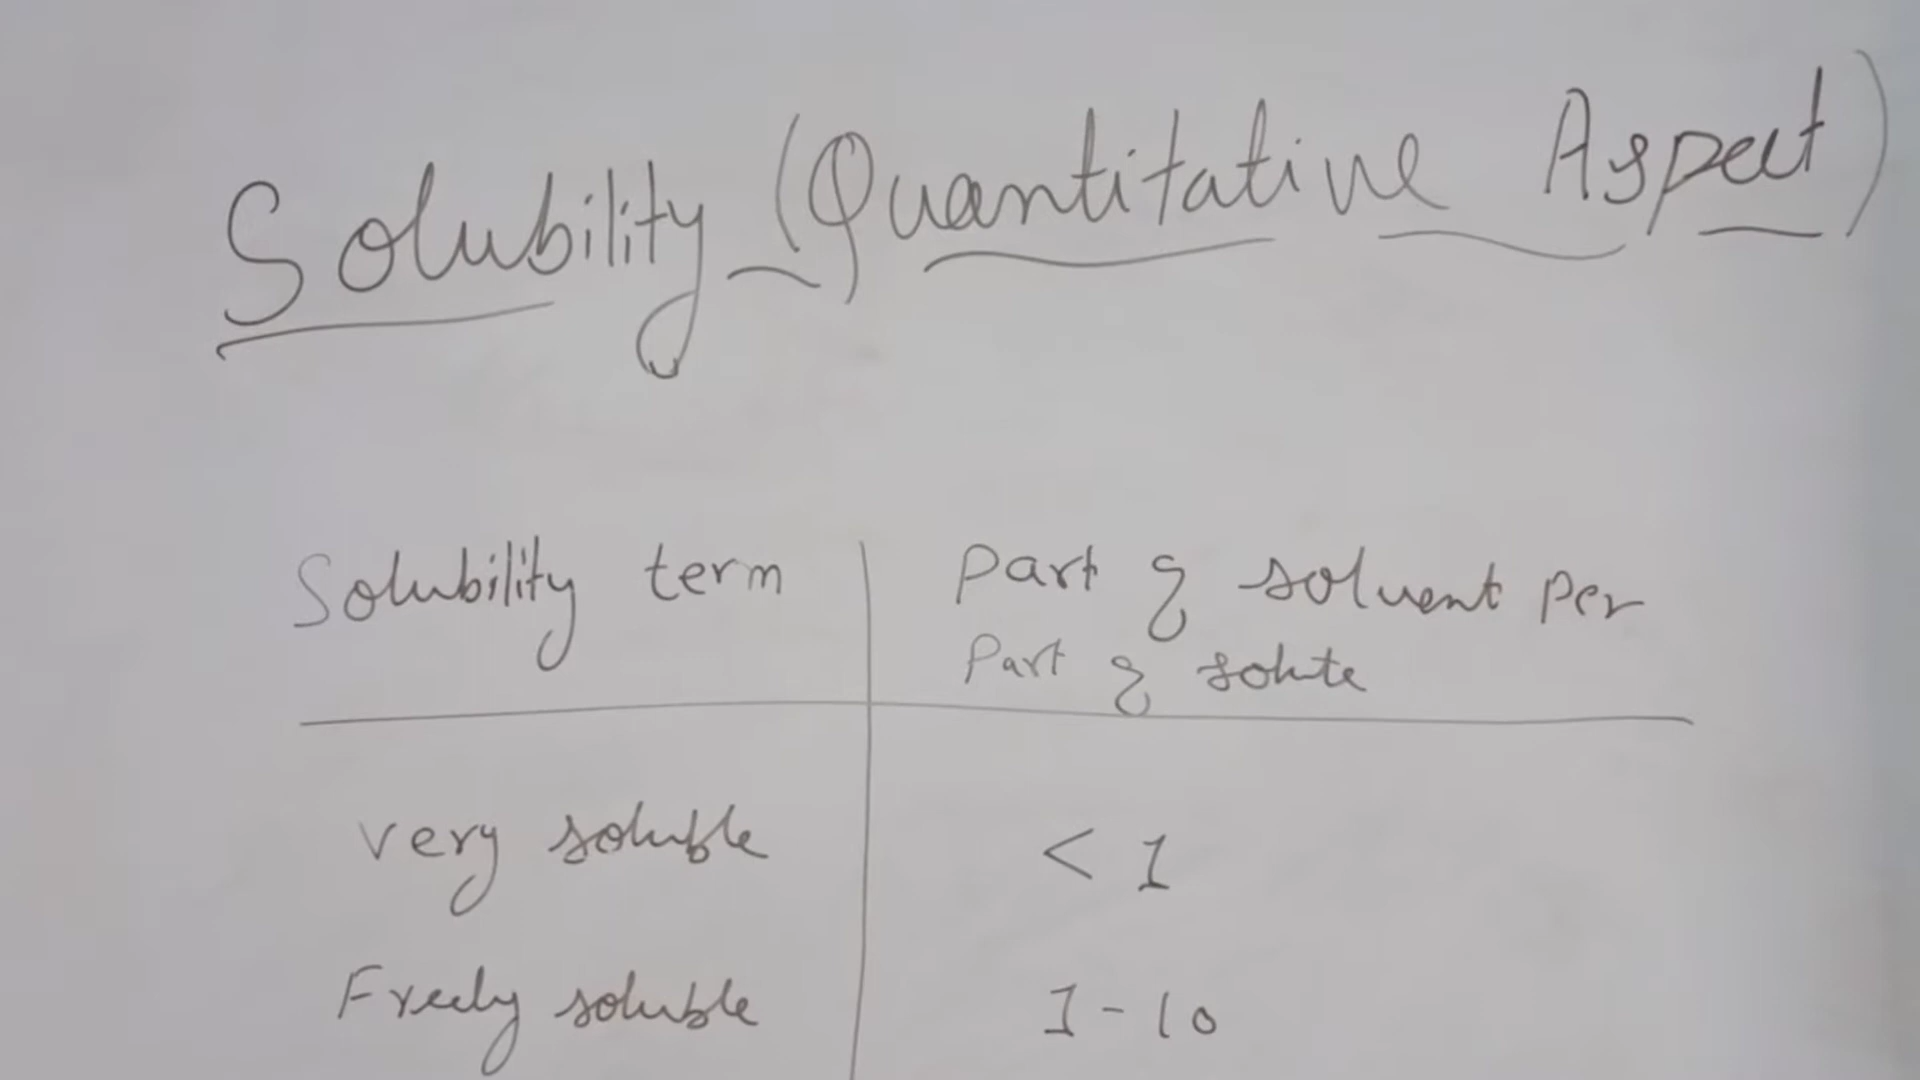 Solubility (Quantitative Aspect)
Solubility term
Part of solvent per
Part of solute
very soluble
< 1
Freely soluble
1 - 10